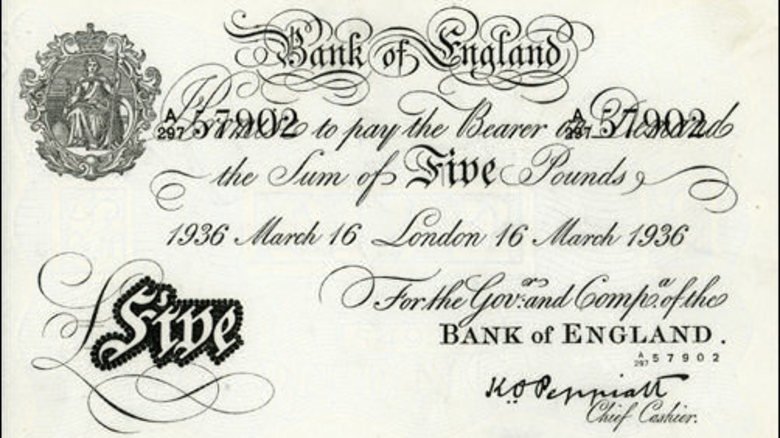 Bank of England
A/297 57902 A/297 57902
I Promise to pay the Bearer on Demand
the Sum of Five Pounds
1936 March 16 London 16 March 1936
For the Govr. and Compa. of the
BANK of ENGLAND.
A/297 57902
£ Five
K.O. Peppiatt
Chief Cashier.